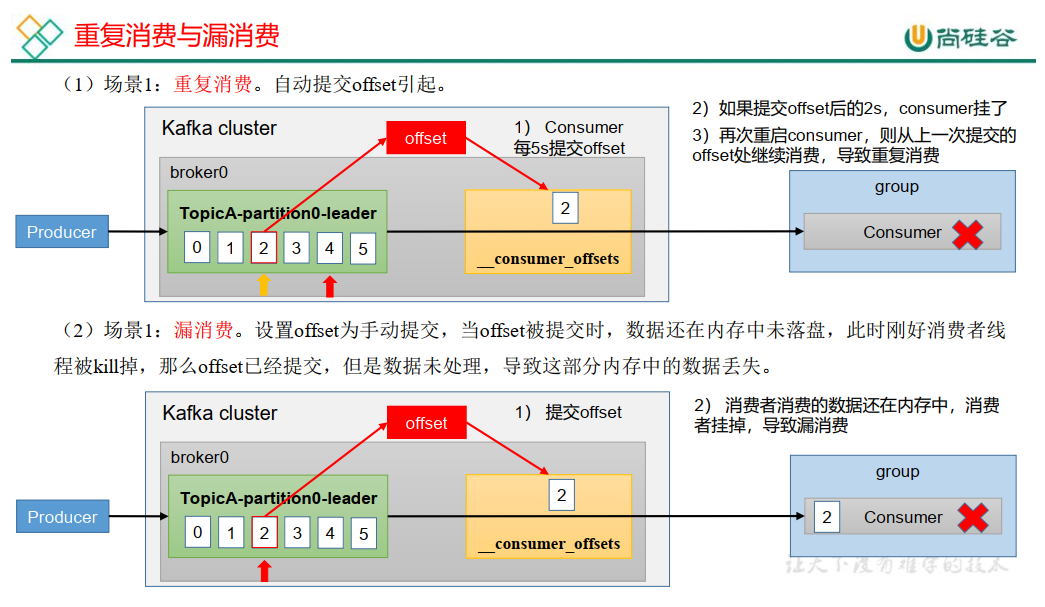 重复消费与漏消费
尚硅谷
（1）场景1：重复消费。自动提交offset引起。
Kafka cluster
offset
1） Consumer
每5s提交offset
2）如果提交offset后的2s，consumer挂了
3）再次重启consumer，则从上一次提交的
offset处继续消费，导致重复消费
broker0
TopicA-partition0-leader
0 1 2 3 4 5
2
__consumer_offsets
Producer
group
Consumer
（2）场景1：漏消费。设置offset为手动提交，当offset被提交时，数据还在内存中未落盘，此时刚好消费者线
程被kill掉，那么offset已经提交，但是数据未处理，导致这部分内存中的数据丢失。
Kafka cluster
offset
1） 提交offset
2） 消费者消费的数据还在内存中，消费
者挂掉，导致漏消费
broker0
TopicA-partition0-leader
0 1 2 3 4 5
2
__consumer_offsets
Producer
group
2 Consumer
让天下没有难学的技术